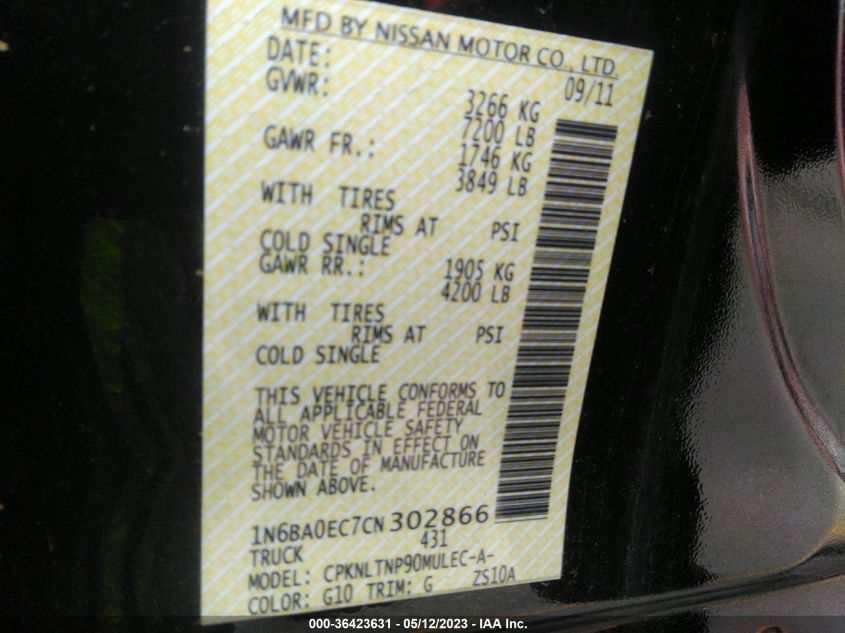 MFD BY NISSAN MOTOR CO., LTD.
DATE: 09/11
GVWR: 3266 KG
7200 LB
GAWR FR.: 1746 KG
3849 LB
WITH TIRES
RIMS AT PSI
COLD SINGLE
GAWR RR.: 1905 KG
4200 LB
WITH TIRES
RIMS AT PSI
COLD SINGLE
THIS VEHICLE CONFORMS TO
ALL APPLICABLE FEDERAL
MOTOR VEHICLE SAFETY
STANDARDS IN EFFECT ON
THE DATE OF MANUFACTURE
SHOWN ABOVE.
1N6BA0EC7CN302866
TRUCK 431
MODEL: CPKNLTNP90MULEC-A-
COLOR: G10 TRIM: G ZS10A
000-36423631 - 05/12/2023 - IAA Inc.